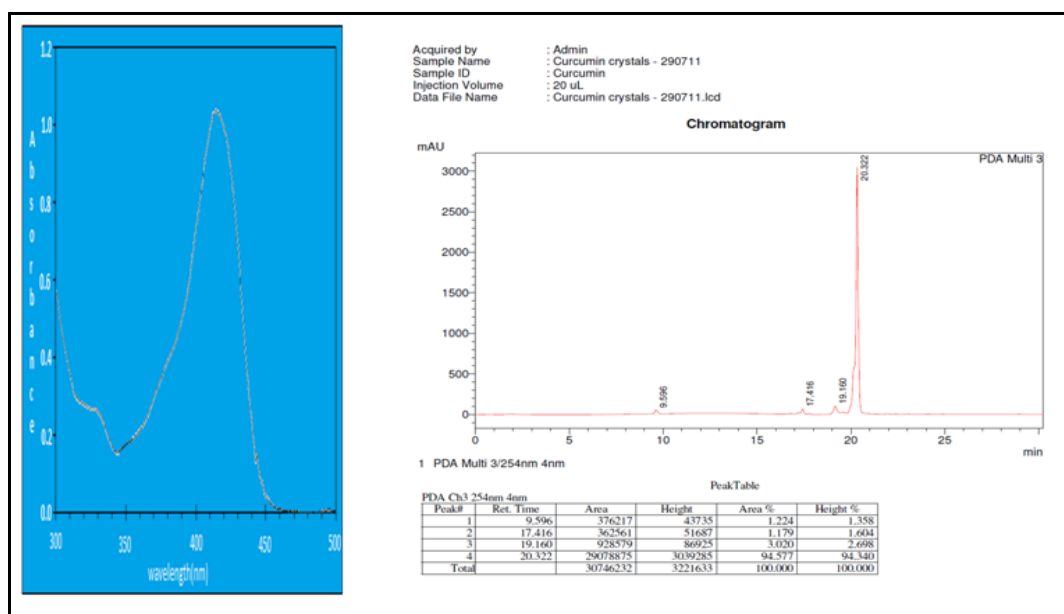 1.2
1.0
0.8
0.6
0.4
0.2
0.0
Absorbance
300 350 400 450 500
wavelength(nm)
Acquired by : Admin
Sample Name : Curcumin crystals - 290711
Sample ID : Curcumin
Injection Volume : 20 uL
Data File Name : Curcumin crystals - 290711.lcd
Chromatogram
mAU
PDA Multi 3
3000
2500
2000
1500
1000
500
0
9.596
17.416
19.160
20.322
0 5 10 15 20 25
min
1 PDA Multi 3/254nm 4nm
PeakTable
PDA Ch3 254nm 4nm
Peak# Ret. Time Area Height Area % Height %
1 9.596 376217 43735 1.224 1.358
2 17.416 362561 51687 1.179 1.604
3 19.160 928579 86925 3.020 2.698
4 20.322 29078875 3039285 94.577 94.340
Total 30746232 3221633 100.000 100.000